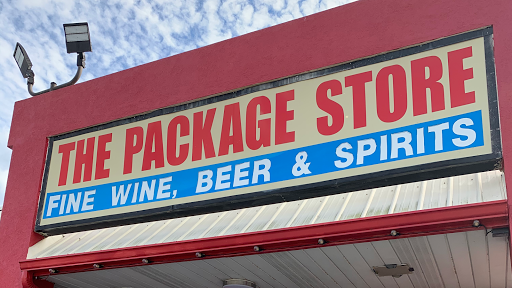 THE PACKAGE STORE
FINE WINE, BEER & SPIRITS